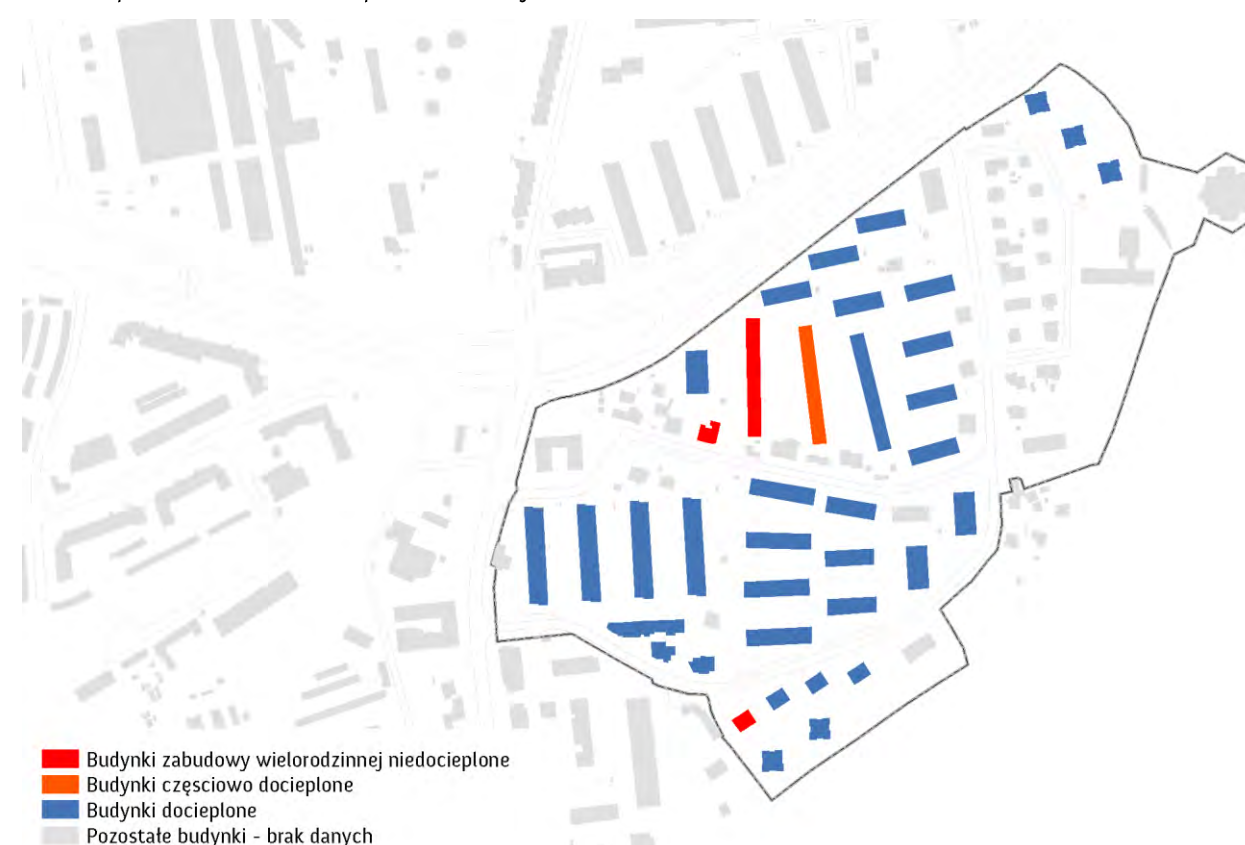 Budynki zabudowy wielorodzinnej niedocieplone
Budynki częsciowo docieplone
Budynki docieplone
Pozostałe budynki - brak danych